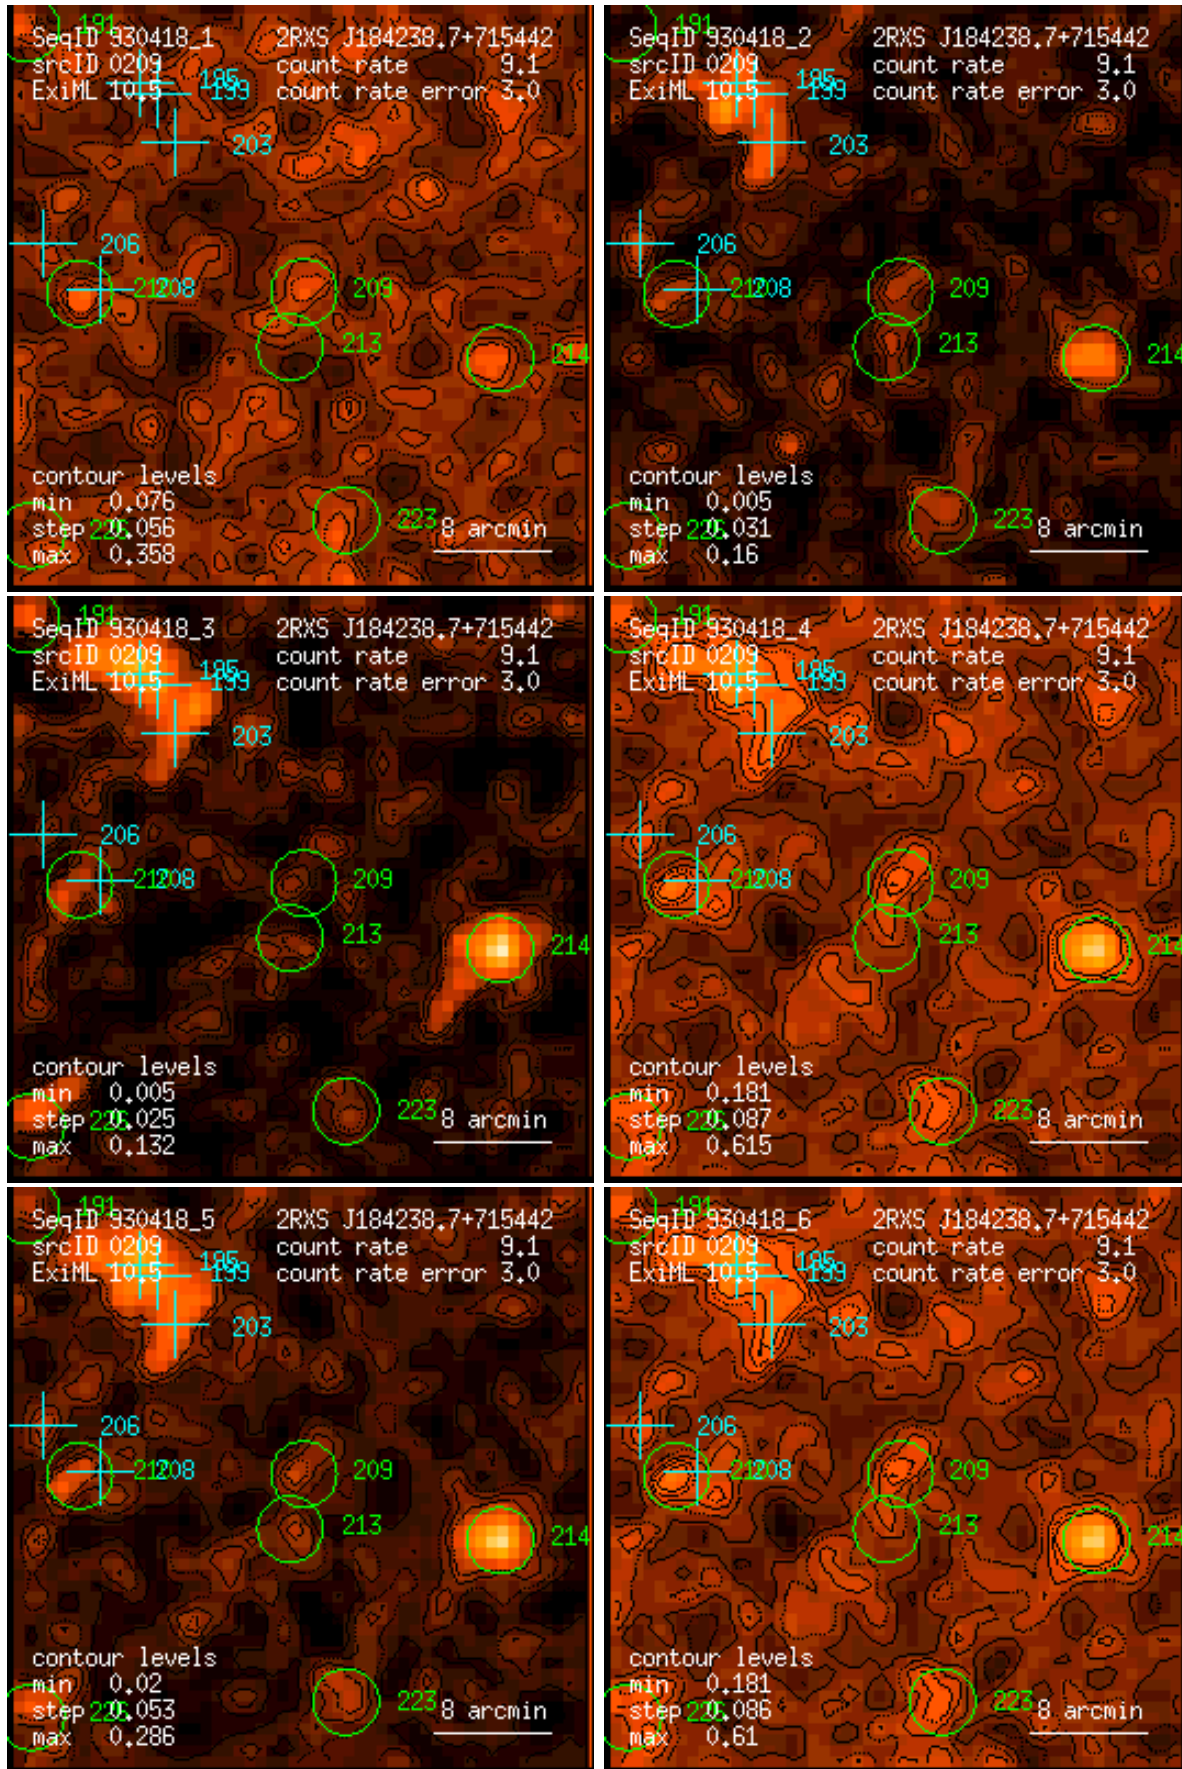 191
SeqID 930418_1 2RXS J184238.7+715442
srcID 0209 185 count rate 9.1
ExiML 10.5 199 count rate error 3.0
203
206
208 209
213
214
contour levels
min 0.076
223
step 0.056 8 arcmin
max 0.358
191
SeqID 930418_2 2RXS J184238.7+715442
srcID 0209 185 count rate 9.1
ExiML 10.5 199 count rate error 3.0
203
206
208 209
213
214
contour levels
min 0.005
223
step 0.031 8 arcmin
max 0.16
191
SeqID 930418_3 2RXS J184238.7+715442
srcID 0209 185 count rate 9.1
ExiML 10.5 199 count rate error 3.0
203
206
208 209
213
214
contour levels
min 0.005
223
step 0.025 8 arcmin
max 0.132
191
SeqID 930418_4 2RXS J184238.7+715442
srcID 0209 185 count rate 9.1
ExiML 10.5 199 count rate error 3.0
203
206
208 209
213
214
contour levels
min 0.181
223
step 0.087 8 arcmin
max 0.615
191
SeqID 930418_5 2RXS J184238.7+715442
srcID 0209 185 count rate 9.1
ExiML 10.5 199 count rate error 3.0
203
206
208 209
213
214
contour levels
min 0.02
223
step 0.053 8 arcmin
max 0.286
191
SeqID 930418_6 2RXS J184238.7+715442
srcID 0209 185 count rate 9.1
ExiML 10.5 199 count rate error 3.0
203
206
208 209
213
214
contour levels
min 0.181
223
step 0.086 8 arcmin
max 0.61